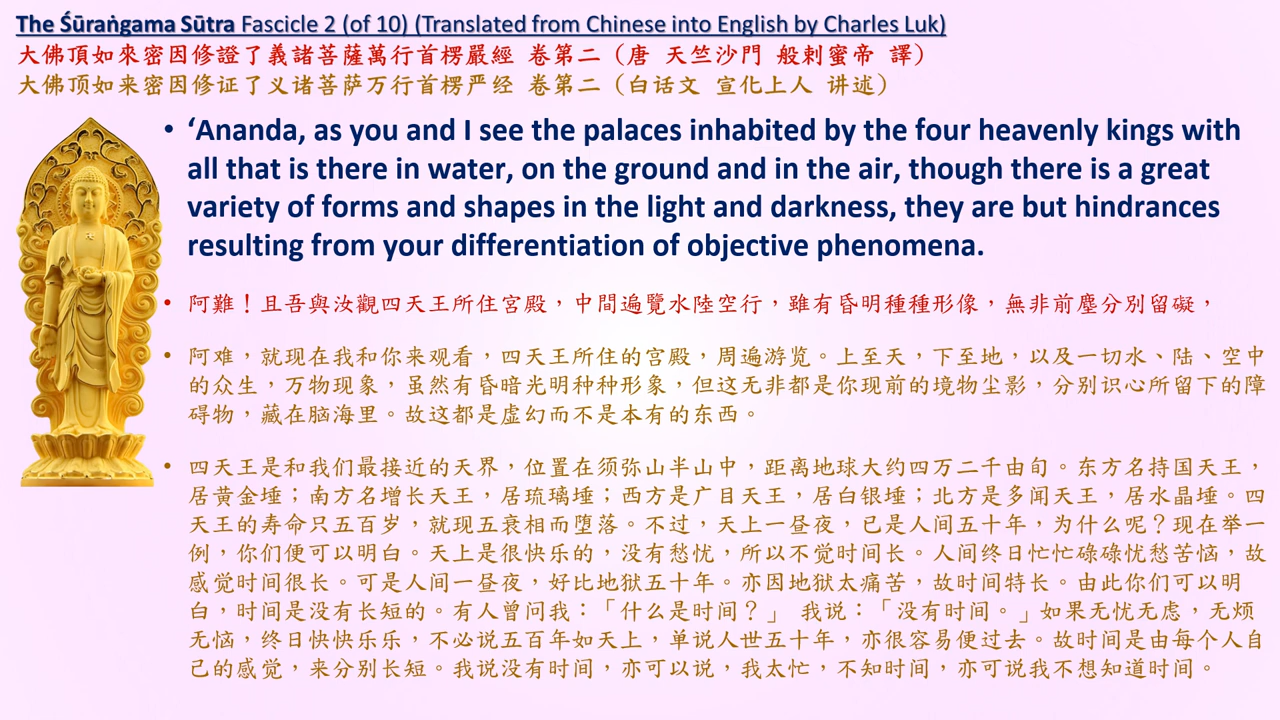 The Śūraṅgama Sūtra Fascicle 2 (of 10) (Translated from Chinese into English by Charles Luk)
大佛頂如來密因修證了義諸菩薩萬行首楞嚴經 卷第二（唐 天竺沙門 般剌蜜帝 譯）
大佛顶如来密因修证了义诸菩萨万行首楞严经 卷第二（白话文 宣化上人 讲述）
• ‘Ananda, as you and I see the palaces inhabited by the four heavenly kings with
all that is there in water, on the ground and in the air, though there is a great
variety of forms and shapes in the light and darkness, they are but hindrances
resulting from your differentiation of objective phenomena.
• 阿難！且吾與汝觀四天王所住宮殿，中間遍覽水陸空行，雖有昏明種種形像，無非前塵分別留礙，
• 阿难，就现在我和你来观看，四天王所住的宫殿，周遍游览。上至天，下至地，以及一切水、陆、空中
的众生，万物现象，虽然有昏暗光明种种形象，但这无非都是你现前的境物尘影，分别识心所留下的障
碍物，藏在脑海里。故这都是虚幻而不是本有的东西。
• 四天王是和我们最接近的天界，位置在须弥山半山中，距离地球大约四万二千由旬。东方名持国天王，
居黄金埵；南方名增长天王，居琉璃埵；西方是广目天王，居白银埵；北方是多闻天王，居水晶埵。四
天王的寿命只五百岁，就现五衰相而堕落。不过，天上一昼夜，已是人间五十年，为什么呢？现在举一
例，你们便可以明白。天上是很快乐的，没有愁忧，所以不觉时间长。人间终日忙忙碌碌忧愁苦恼，故
感觉时间很长。可是人间一昼夜，好比地狱五十年。亦因地狱太痛苦，故时间特长。由此你们可以明
白，时间是没有长短的。有人曾问我：「什么是时间？」 我说：「没有时间。」如果无忧无虑，无烦
无恼，终日快快乐乐，不必说五百年如天上，单说人世五十年，亦很容易便过去。故时间是由每个人自
己的感觉，来分别长短。我说没有时间，亦可以说，我太忙，不知时间，亦可说我不想知道时间。